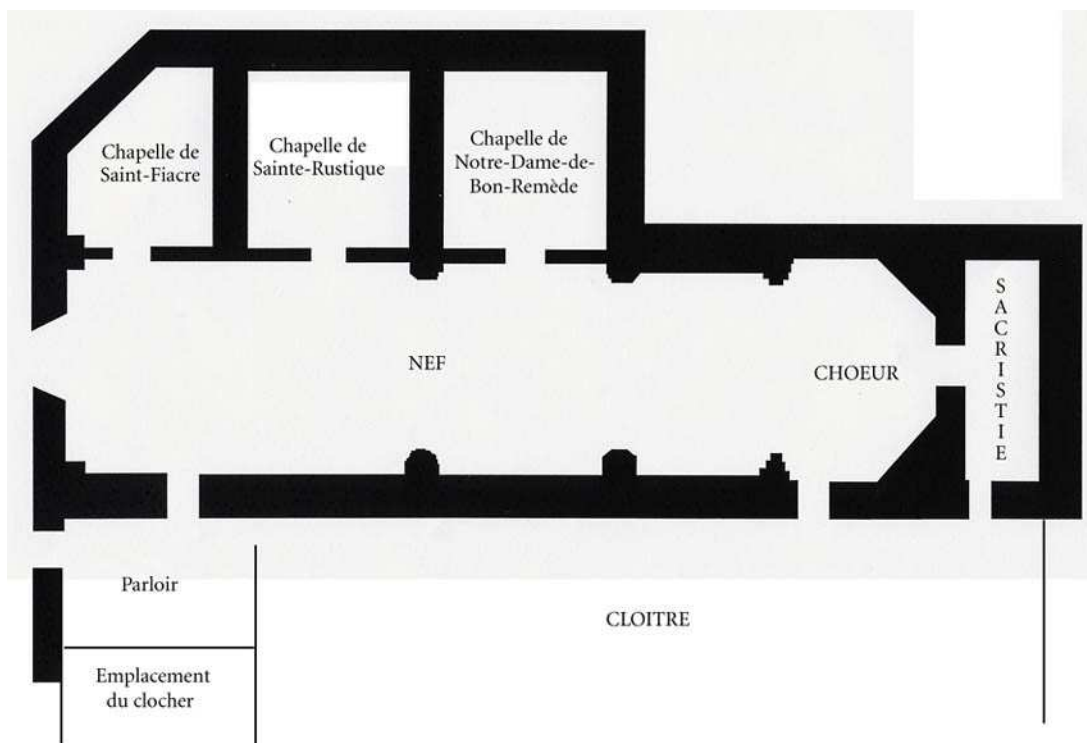 Chapelle de
Saint-Fiacre
Chapelle de
Sainte-Rustique
Chapelle de
Notre-Dame-de-
Bon-Remède
NEF
CHOEUR
SACRISTIE
Parloir
CLOITRE
Emplacement
du clocher